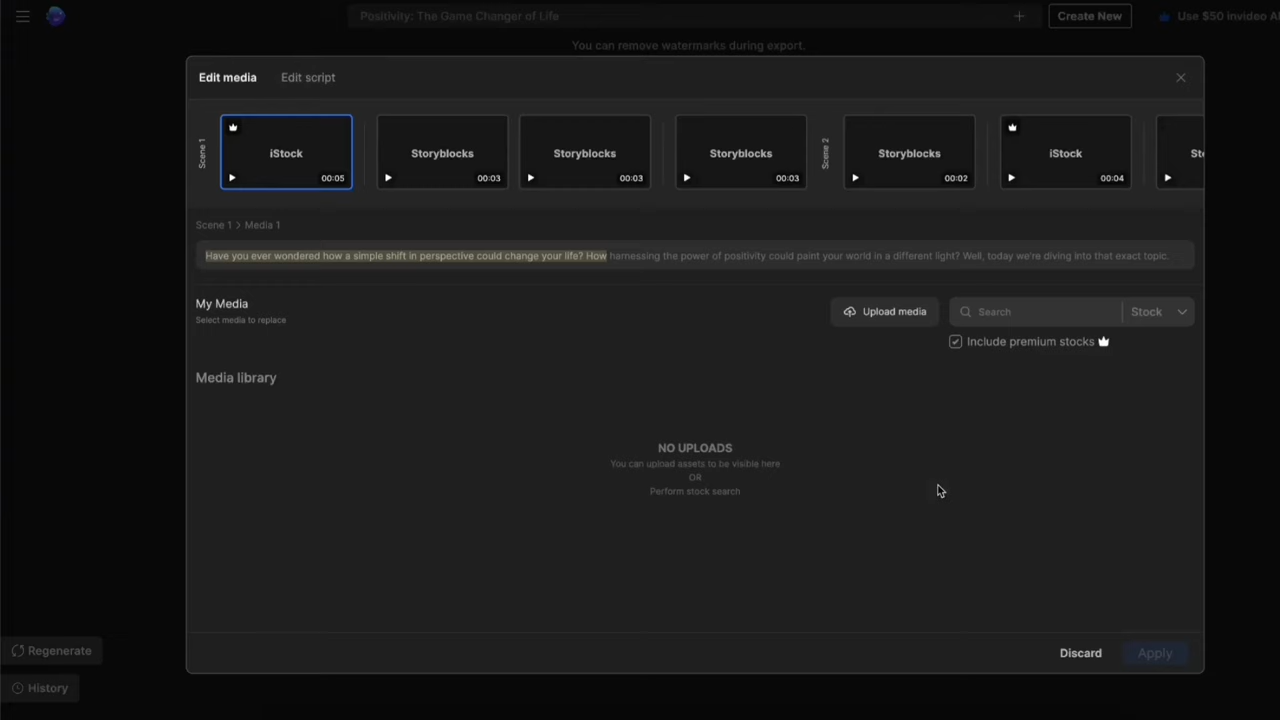 Positivity: The Game Changer of Life
Create New
Use $50 invideo AI
You can remove watermarks during export.
Edit media
Edit script
Scene 1
iStock
00:05
Storyblocks
00:03
Storyblocks
00:03
Storyblocks
00:03
Scene 2
Storyblocks
00:02
iStock
00:04
Sto
Scene 1 > Media 1
Have you ever wondered how a simple shift in perspective could change your life? How harnessing the power of positivity could paint your world in a different light? Well, today we're diving into that exact topic.
My Media
Select media to replace
Upload media
Search
Stock
Include premium stocks
Media library
NO UPLOADS
You can upload assets to be visible here
OR
Perform stock search
Regenerate
History
Discard
Apply